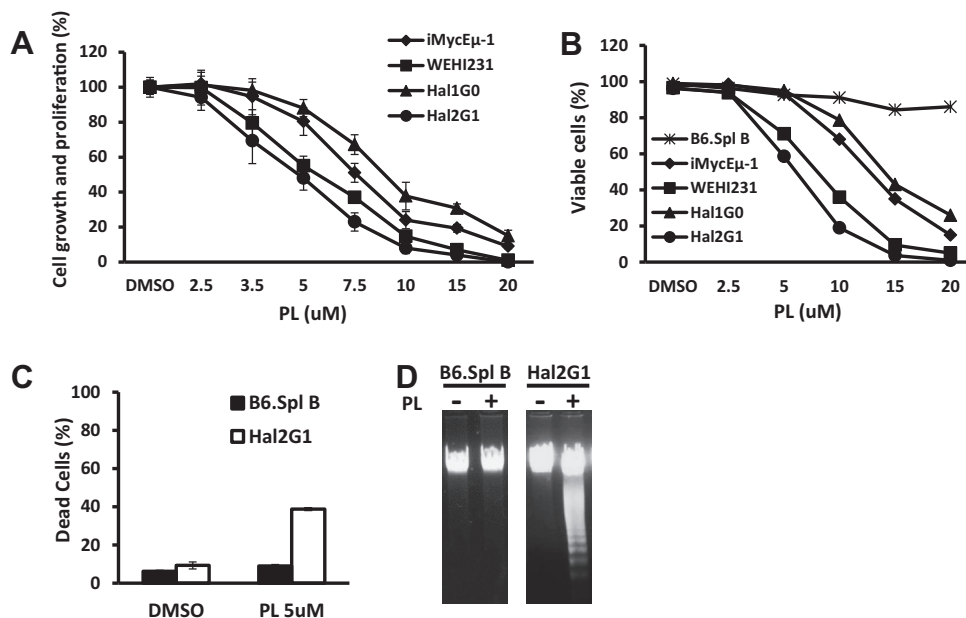 A
Cell growth and proliferation (%)
120
100
80
60
40
20
0
DMSO 2.5 3.5 5 7.5 10 15 20
PL (uM)
iMycEμ-1
WEHI231
Hal1G0
Hal2G1
B
Viable cells (%)
120
100
80
60
40
20
0
DMSO 2.5 5 10 15 20
PL (uM)
B6.Spl B
iMycEμ-1
WEHI231
Hal1G0
Hal2G1
C
Dead Cells (%)
100
80
60
40
20
0
DMSO PL 5uM
B6.Spl B
Hal2G1
D
B6.Spl B Hal2G1
PL - + - +